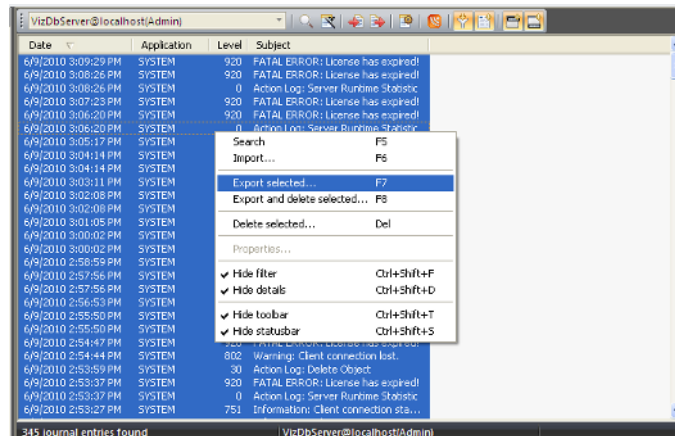 VizDbServer@localhost(Admin)
Date Application Level Subject
6/9/2010 3:09:29 PM SYSTEM 920 FATAL ERROR: License has expired!
6/9/2010 3:08:26 PM SYSTEM 920 FATAL ERROR: License has expired!
6/9/2010 3:08:26 PM SYSTEM 0 Action Log: Server Runtime Statistic
6/9/2010 3:07:23 PM SYSTEM 920 FATAL ERROR: License has expired!
6/9/2010 3:06:20 PM SYSTEM 920 FATAL ERROR: License has expired!
6/9/2010 3:06:20 PM SYSTEM 0 Action Log: Server Runtime Statistic
6/9/2010 3:05:17 PM SYSTEM
6/9/2010 3:04:14 PM SYSTEM
6/9/2010 3:04:14 PM SYSTEM
6/9/2010 3:03:11 PM SYSTEM
6/9/2010 3:02:08 PM SYSTEM
6/9/2010 3:02:08 PM SYSTEM
6/9/2010 3:01:05 PM SYSTEM
6/9/2010 3:00:02 PM SYSTEM
6/9/2010 3:00:02 PM SYSTEM
6/9/2010 2:58:59 PM SYSTEM
6/9/2010 2:57:56 PM SYSTEM
6/9/2010 2:57:56 PM SYSTEM
6/9/2010 2:56:53 PM SYSTEM
6/9/2010 2:55:50 PM SYSTEM
6/9/2010 2:55:50 PM SYSTEM
6/9/2010 2:54:47 PM SYSTEM 920 FATAL ERROR: License has expired!
6/9/2010 2:54:44 PM SYSTEM 802 Warning: Client connection lost.
6/9/2010 2:53:59 PM SYSTEM 30 Action Log: Delete Object
6/9/2010 2:53:37 PM SYSTEM 920 FATAL ERROR: License has expired!
6/9/2010 2:53:37 PM SYSTEM 0 Action Log: Server Runtime Statistic
6/9/2010 2:53:27 PM SYSTEM 751 Information: Client connection sta...
Search F5
Import... F6
Export selected... F7
Export and delete selected... F8
Delete selected... Del
Properties...
Hide filter Ctrl+Shift+F
Hide details Ctrl+Shift+D
Hide toolbar Ctrl+Shift+T
Hide statusbar Ctrl+Shift+S
345 journal entries found VizDbServer@localhost(Admin)